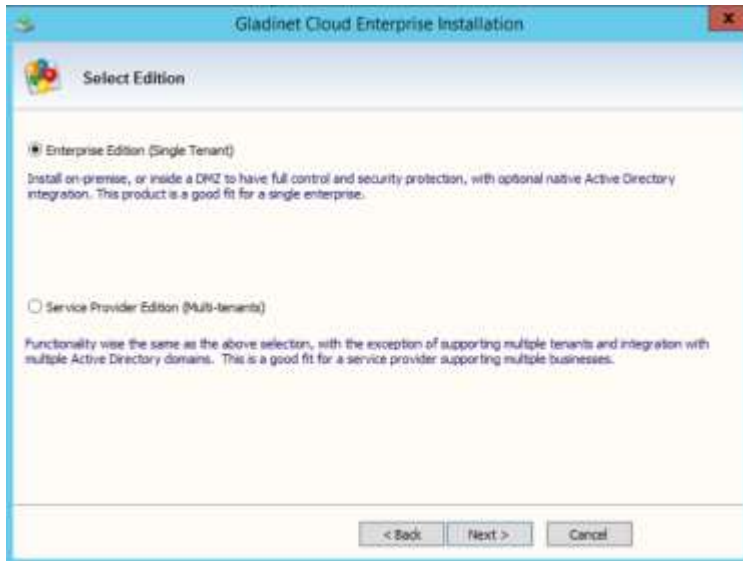 Gladinet Cloud Enterprise Installation
x
Select Edition
Enterprise Edition (Single Tenant)
Install on-premise, or inside a DMZ to have full control and security protection, with optional native Active Directory
integration. This product is a good fit for a single enterprise.
Service Provider Edition (Multi-tenants)
Functionality wise the same as the above selection, with the exception of supporting multiple tenants and integration with
multiple Active Directory domains. This is a good fit for a service provider supporting multiple businesses.
< Back Next > Cancel